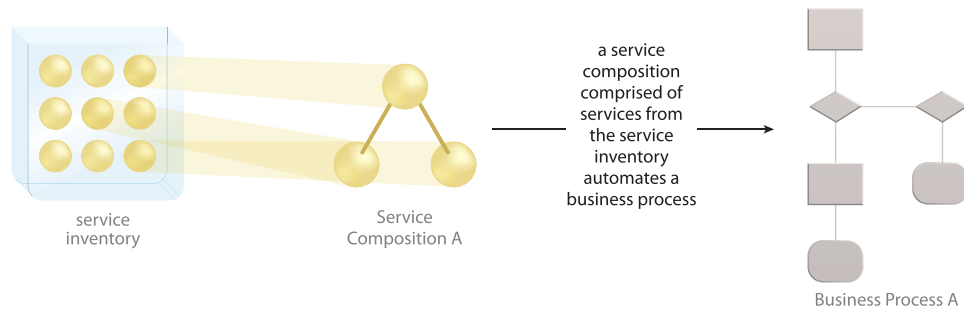 service
inventory
Service
Composition A
a service
composition
comprised of
services from
the service
inventory
automates a
business process
Business Process A